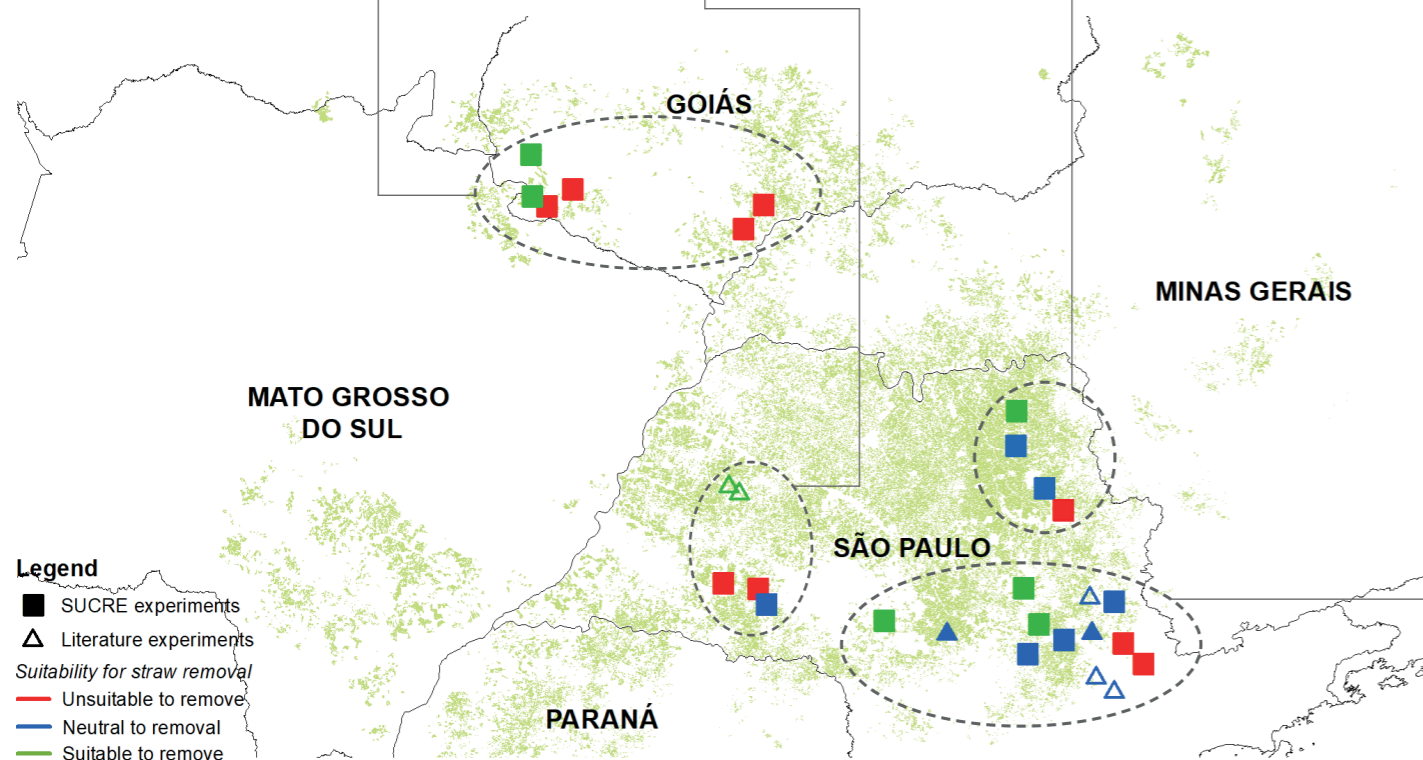 GOIÁS
MINAS GERAIS
MATO GROSSO
DO SUL
SÃO PAULO
PARANÁ
Legend
SUCRE experiments
Literature experiments
Suitability for straw removal
Unsuitable to remove
Neutral to removal
Suitable to remove